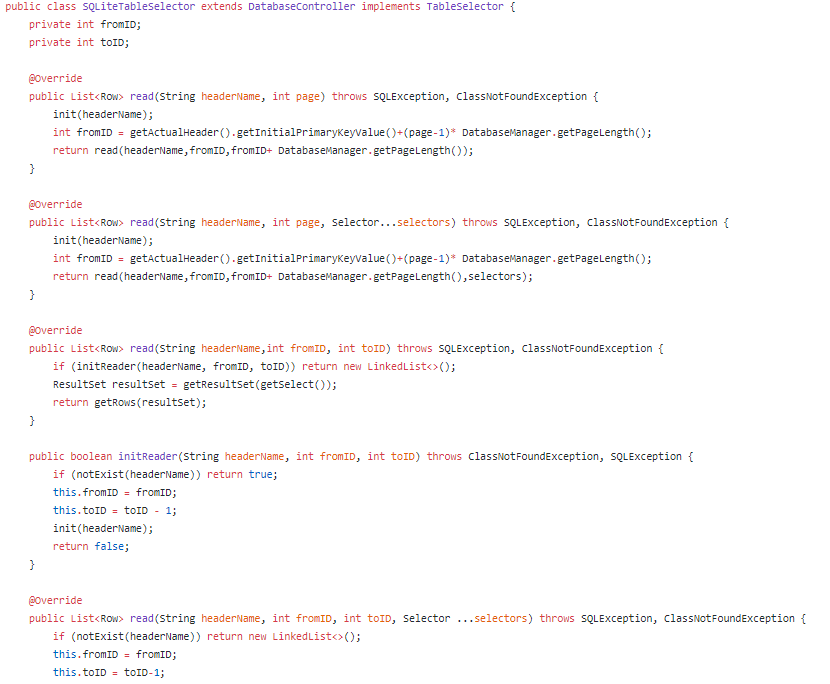 public class SQLiteTableSelector extends DatabaseController implements TableSelector {
    private int fromID;
    private int toID;

    @Override
    public List<Row> read(String headerName, int page) throws SQLException, ClassNotFoundException {
        init(headerName);
        int fromID = getActualHeader().getInitialPrimaryKeyValue()+(page-1)* DatabaseManager.getPageLength();
        return read(headerName,fromID,fromID+ DatabaseManager.getPageLength());
    }

    @Override
    public List<Row> read(String headerName, int page, Selector...selectors) throws SQLException, ClassNotFoundException {
        init(headerName);
        int fromID = getActualHeader().getInitialPrimaryKeyValue()+(page-1)* DatabaseManager.getPageLength();
        return read(headerName,fromID,fromID+ DatabaseManager.getPageLength(),selectors);
    }

    @Override
    public List<Row> read(String headerName,int fromID, int toID) throws SQLException, ClassNotFoundException {
        if (initReader(headerName, fromID, toID)) return new LinkedList<>();
        ResultSet resultSet = getResultSet(getSelect());
        return getRows(resultSet);
    }

    public boolean initReader(String headerName, int fromID, int toID) throws ClassNotFoundException, SQLException {
        if (notExist(headerName)) return true;
        this.fromID = fromID;
        this.toID = toID - 1;
        init(headerName);
        return false;
    }

    @Override
    public List<Row> read(String headerName, int fromID, int toID, Selector ...selectors) throws SQLException, ClassNotFoundException {
        if (notExist(headerName)) return new LinkedList<>();
        this.fromID = fromID;
        this.toID = toID-1;